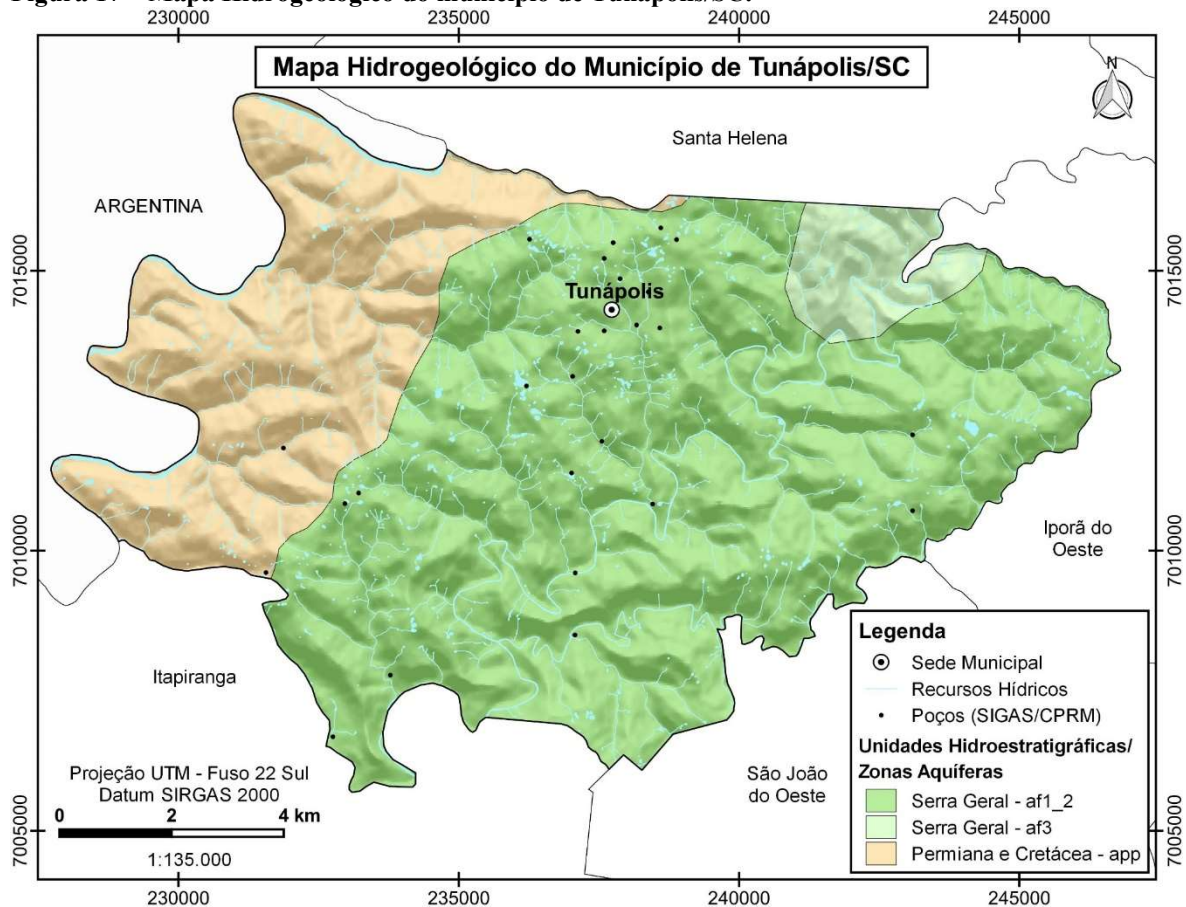 Figura 17 – Mapa Hidrogeológico do município de Tunápolis/SC.
230000 235000 240000 245000
Mapa Hidrogeológico do Município de Tunápolis/SC
N
Santa Helena
ARGENTINA
7015000 7015000
Tunápolis
7010000 7010000
Iporã do
Oeste
Itapiranga
São João
do Oeste
Projeção UTM - Fuso 22 Sul
Datum SIRGAS 2000
0 2 4 km
1:135.000
7005000 7005000
Legenda
Sede Municipal
Recursos Hídricos
Poços (SIGAS/CPRM)
Unidades Hidroestratigráficas/
Zonas Aquíferas
Serra Geral - af1_2
Serra Geral - af3
Permiana e Cretácea - app
230000 235000 240000 245000